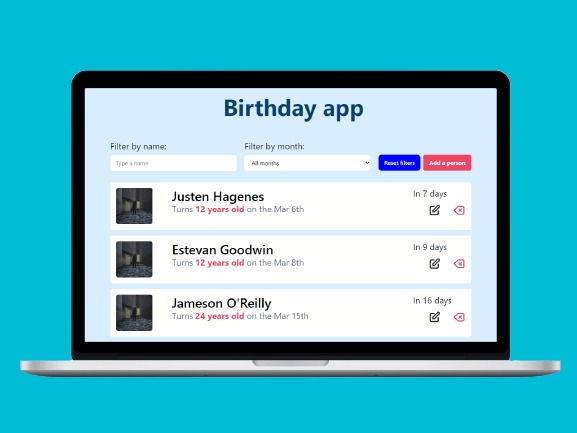 Birthday app
Filter by name:
Filter by month:
Type a name
All months
Reset filters
Add a person
Justen Hagenes
In 7 days
Turns 12 years old on the Mar 6th
Estevan Goodwin
In 9 days
Turns 12 years old on the Mar 8th
Jameson O'Reilly
In 16 days
Turns 24 years old on the Mar 15th